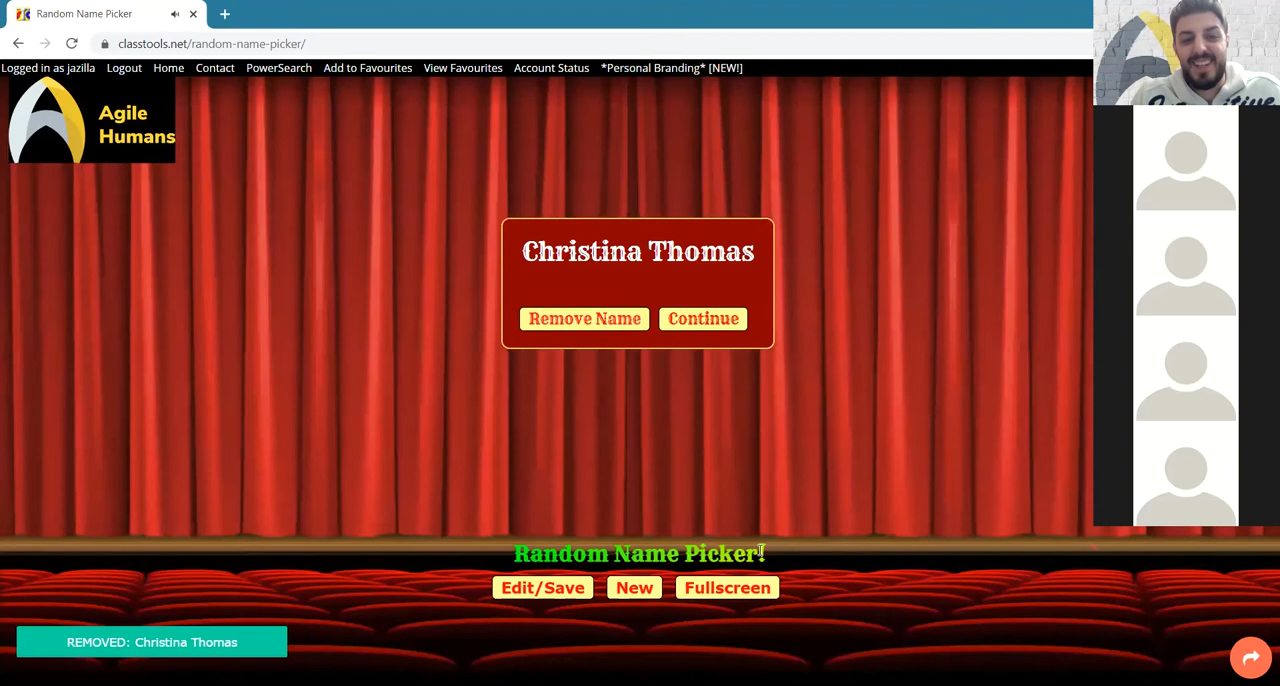 Random Name Picker
classtools.net/random-name-picker/
Logged in as jazilla Logout Home Contact PowerSearch Add to Favourites View Favourites Account Status *Personal Branding* [NEW!]
Agile
Humans
Christina Thomas
Remove Name Continue
Random Name Picker!
Edit/Save New Fullscreen
REMOVED: Christina Thomas